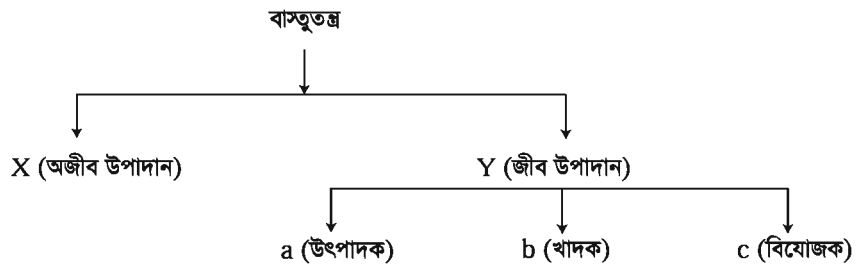 বাস্তুতন্ত্র
X (অজীব উপাদান) Y (জীব উপাদান)
a (উৎপাদক) b (খাদক) c (বিযোজক)